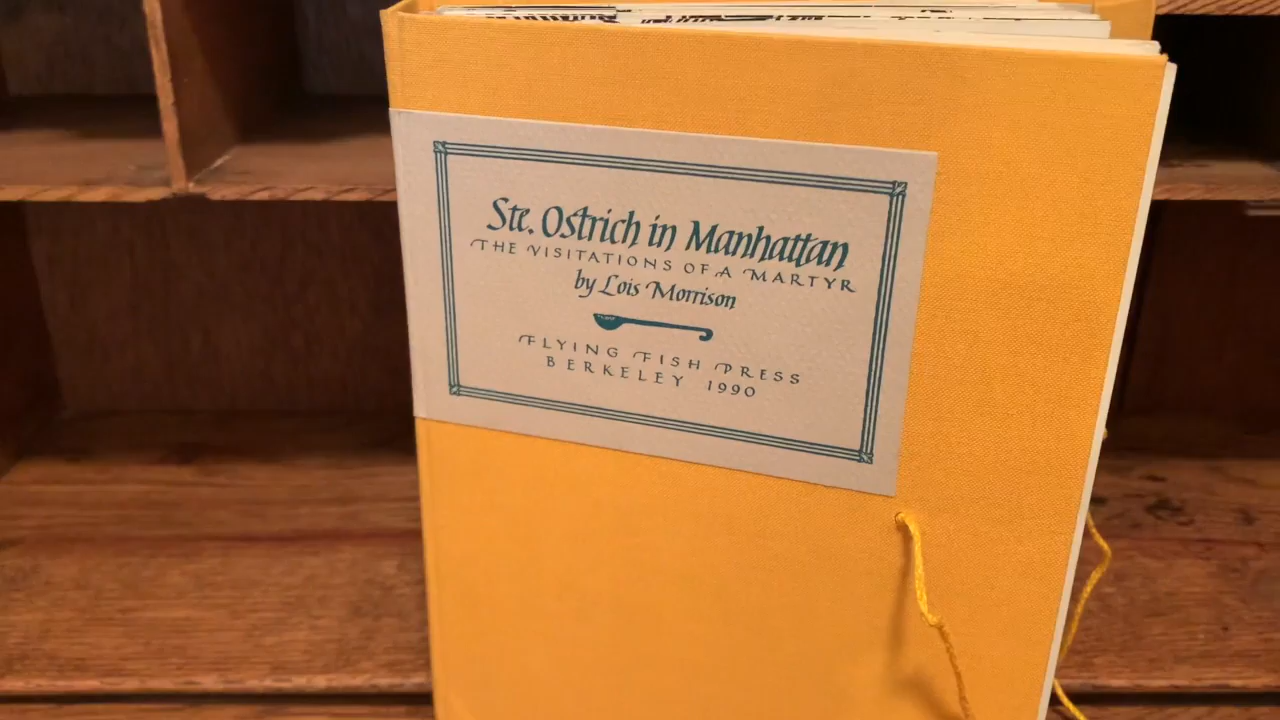 Ste. Ostrich in Manhattan
THE VISITATIONS OF A MARTYR
by Lois Morrison
FLYING FISH PRESS
BERKELEY 1990